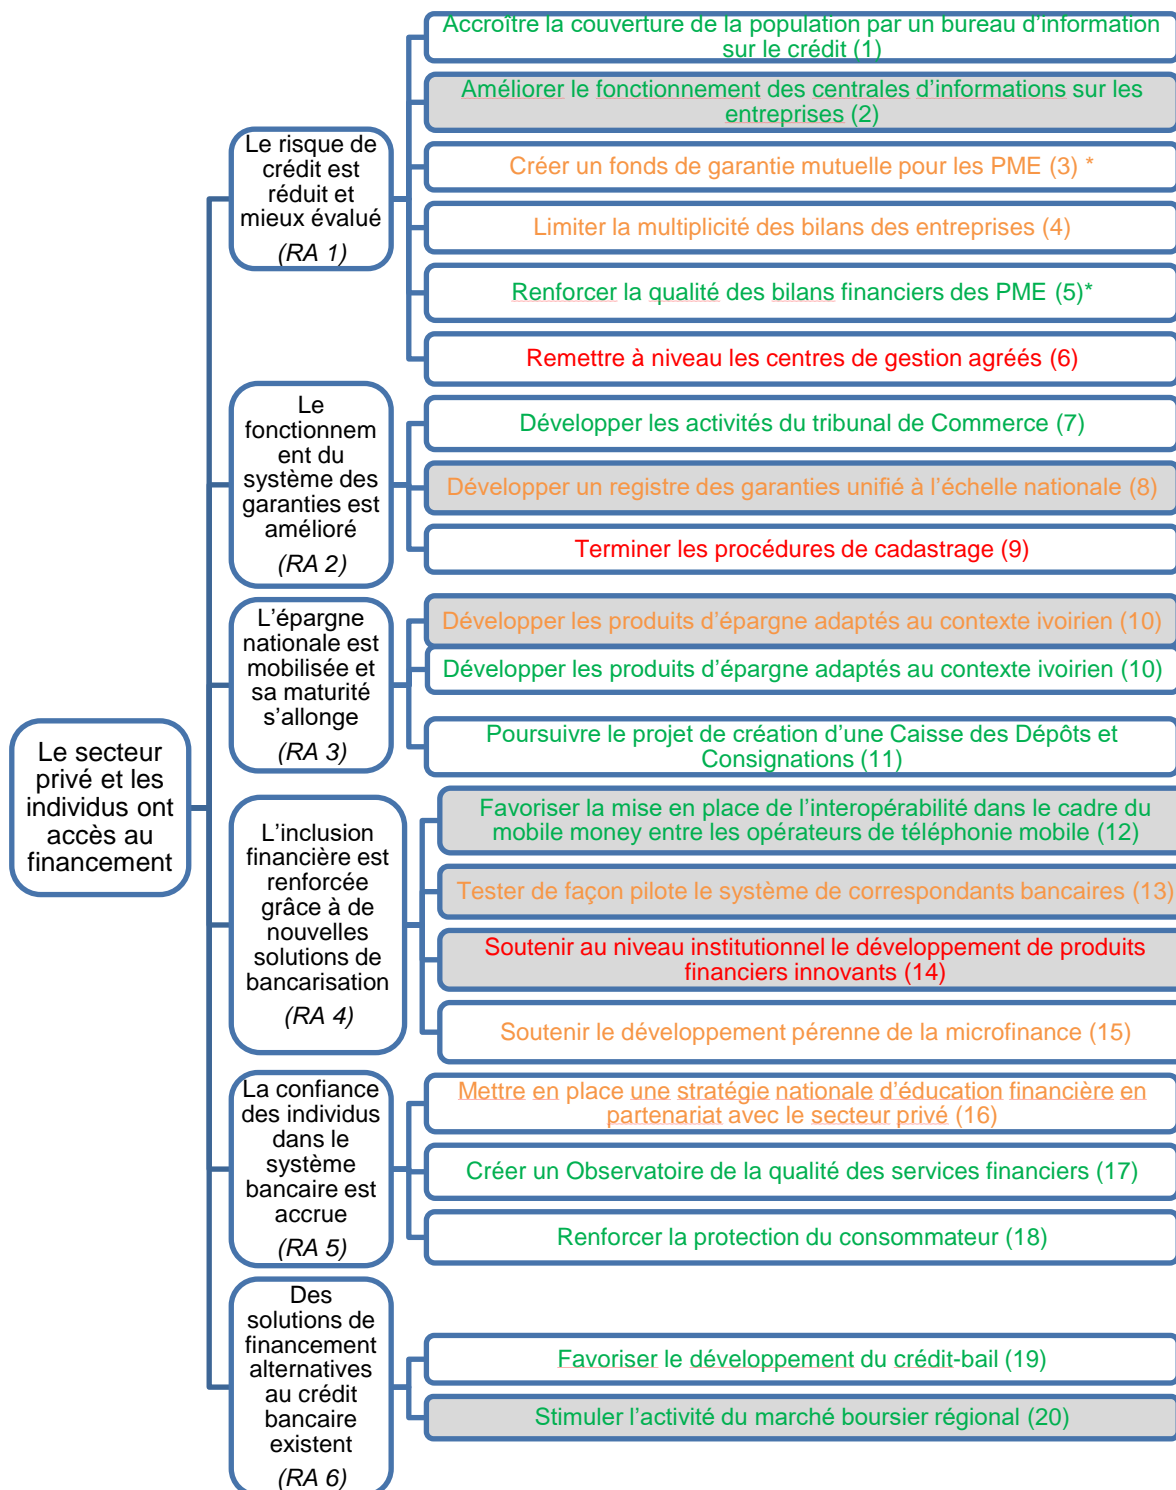 Le secteur
privé et les
individus ont
accès au
financement
Le risque de
crédit est
réduit et
mieux évalué
(RA 1)
Accroître la couverture de la population par un bureau d'information
sur le crédit (1)
Améliorer le fonctionnement des centrales d'informations sur les
entreprises (2)
Créer un fonds de garantie mutuelle pour les PME (3) *
Limiter la multiplicité des bilans des entreprises (4)
Renforcer la qualité des bilans financiers des PME (5)*
Remettre à niveau les centres de gestion agréés (6)
Le
fonctionnem
ent du
système des
garanties est
amélioré
(RA 2)
Développer les activités du tribunal de Commerce (7)
Développer un registre des garanties unifié à l'échelle nationale (8)
Terminer les procédures de cadastrage (9)
L'épargne
nationale est
mobilisée et
sa maturité
s'allonge
(RA 3)
Développer les produits d'épargne adaptés au contexte ivoirien (10)
Développer les produits d'épargne adaptés au contexte ivoirien (10)
Poursuivre le projet de création d'une Caisse des Dépôts et
Consignations (11)
L'inclusion
financière est
renforcée
grâce à de
nouvelles
solutions de
bancarisation
(RA 4)
Favoriser la mise en place de l'interopérabilité dans le cadre du
mobile money entre les opérateurs de téléphonie mobile (12)
Tester de façon pilote le système de correspondants bancaires (13)
Soutenir au niveau institutionnel le développement de produits
financiers innovants (14)
Soutenir le développement pérenne de la microfinance (15)
La confiance
des individus
dans le
système
bancaire est
accrue
(RA 5)
Mettre en place une stratégie nationale d'éducation financière en
partenariat avec le secteur privé (16)
Créer un Observatoire de la qualité des services financiers (17)
Renforcer la protection du consommateur (18)
Des
solutions de
financement
alternatives
au crédit
bancaire
existent
(RA 6)
Favoriser le développement du crédit-bail (19)
Stimuler l'activité du marché boursier régional (20)